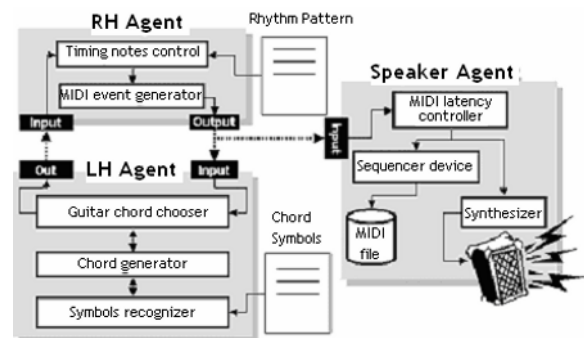 RH Agent
Rhythm Pattern
Timing notes control
MIDI event generator
Input
Output
Speaker Agent
MIDI latency
controller
Input
Sequencer device
Synthesizer
MIDI
file
Out
LH Agent
Input
Guitar chord chooser
Chord
Symbols
Chord generator
Symbols recognizer